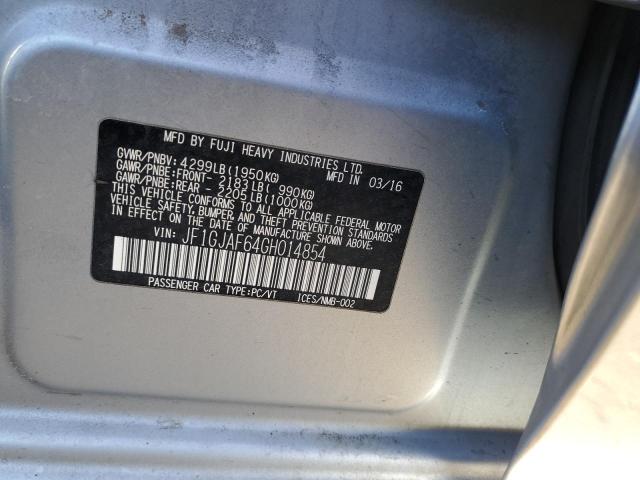 MFD BY FUJI HEAVY INDUSTRIES LTD.
GVWR/PNBV: 4299LB(1950KG) MFD IN 03/16
GAWR/PNBE:FRONT- 2183LB( 990KG)
GAWR/PNBE:REAR - 2205LB(1000KG)
THIS VEHICLE CONFORMS TO ALL APPLICABLE FEDERAL MOTOR
VEHICLE SAFETY, BUMPER, AND THEFT PREVENTION STANDARDS
IN EFFECT ON THE DATE OF MANUFACTURE SHOWN ABOVE.
VIN: JF1GJAF64GH014854
PASSENGER CAR TYPE:PC/VT ICES/NMB-002